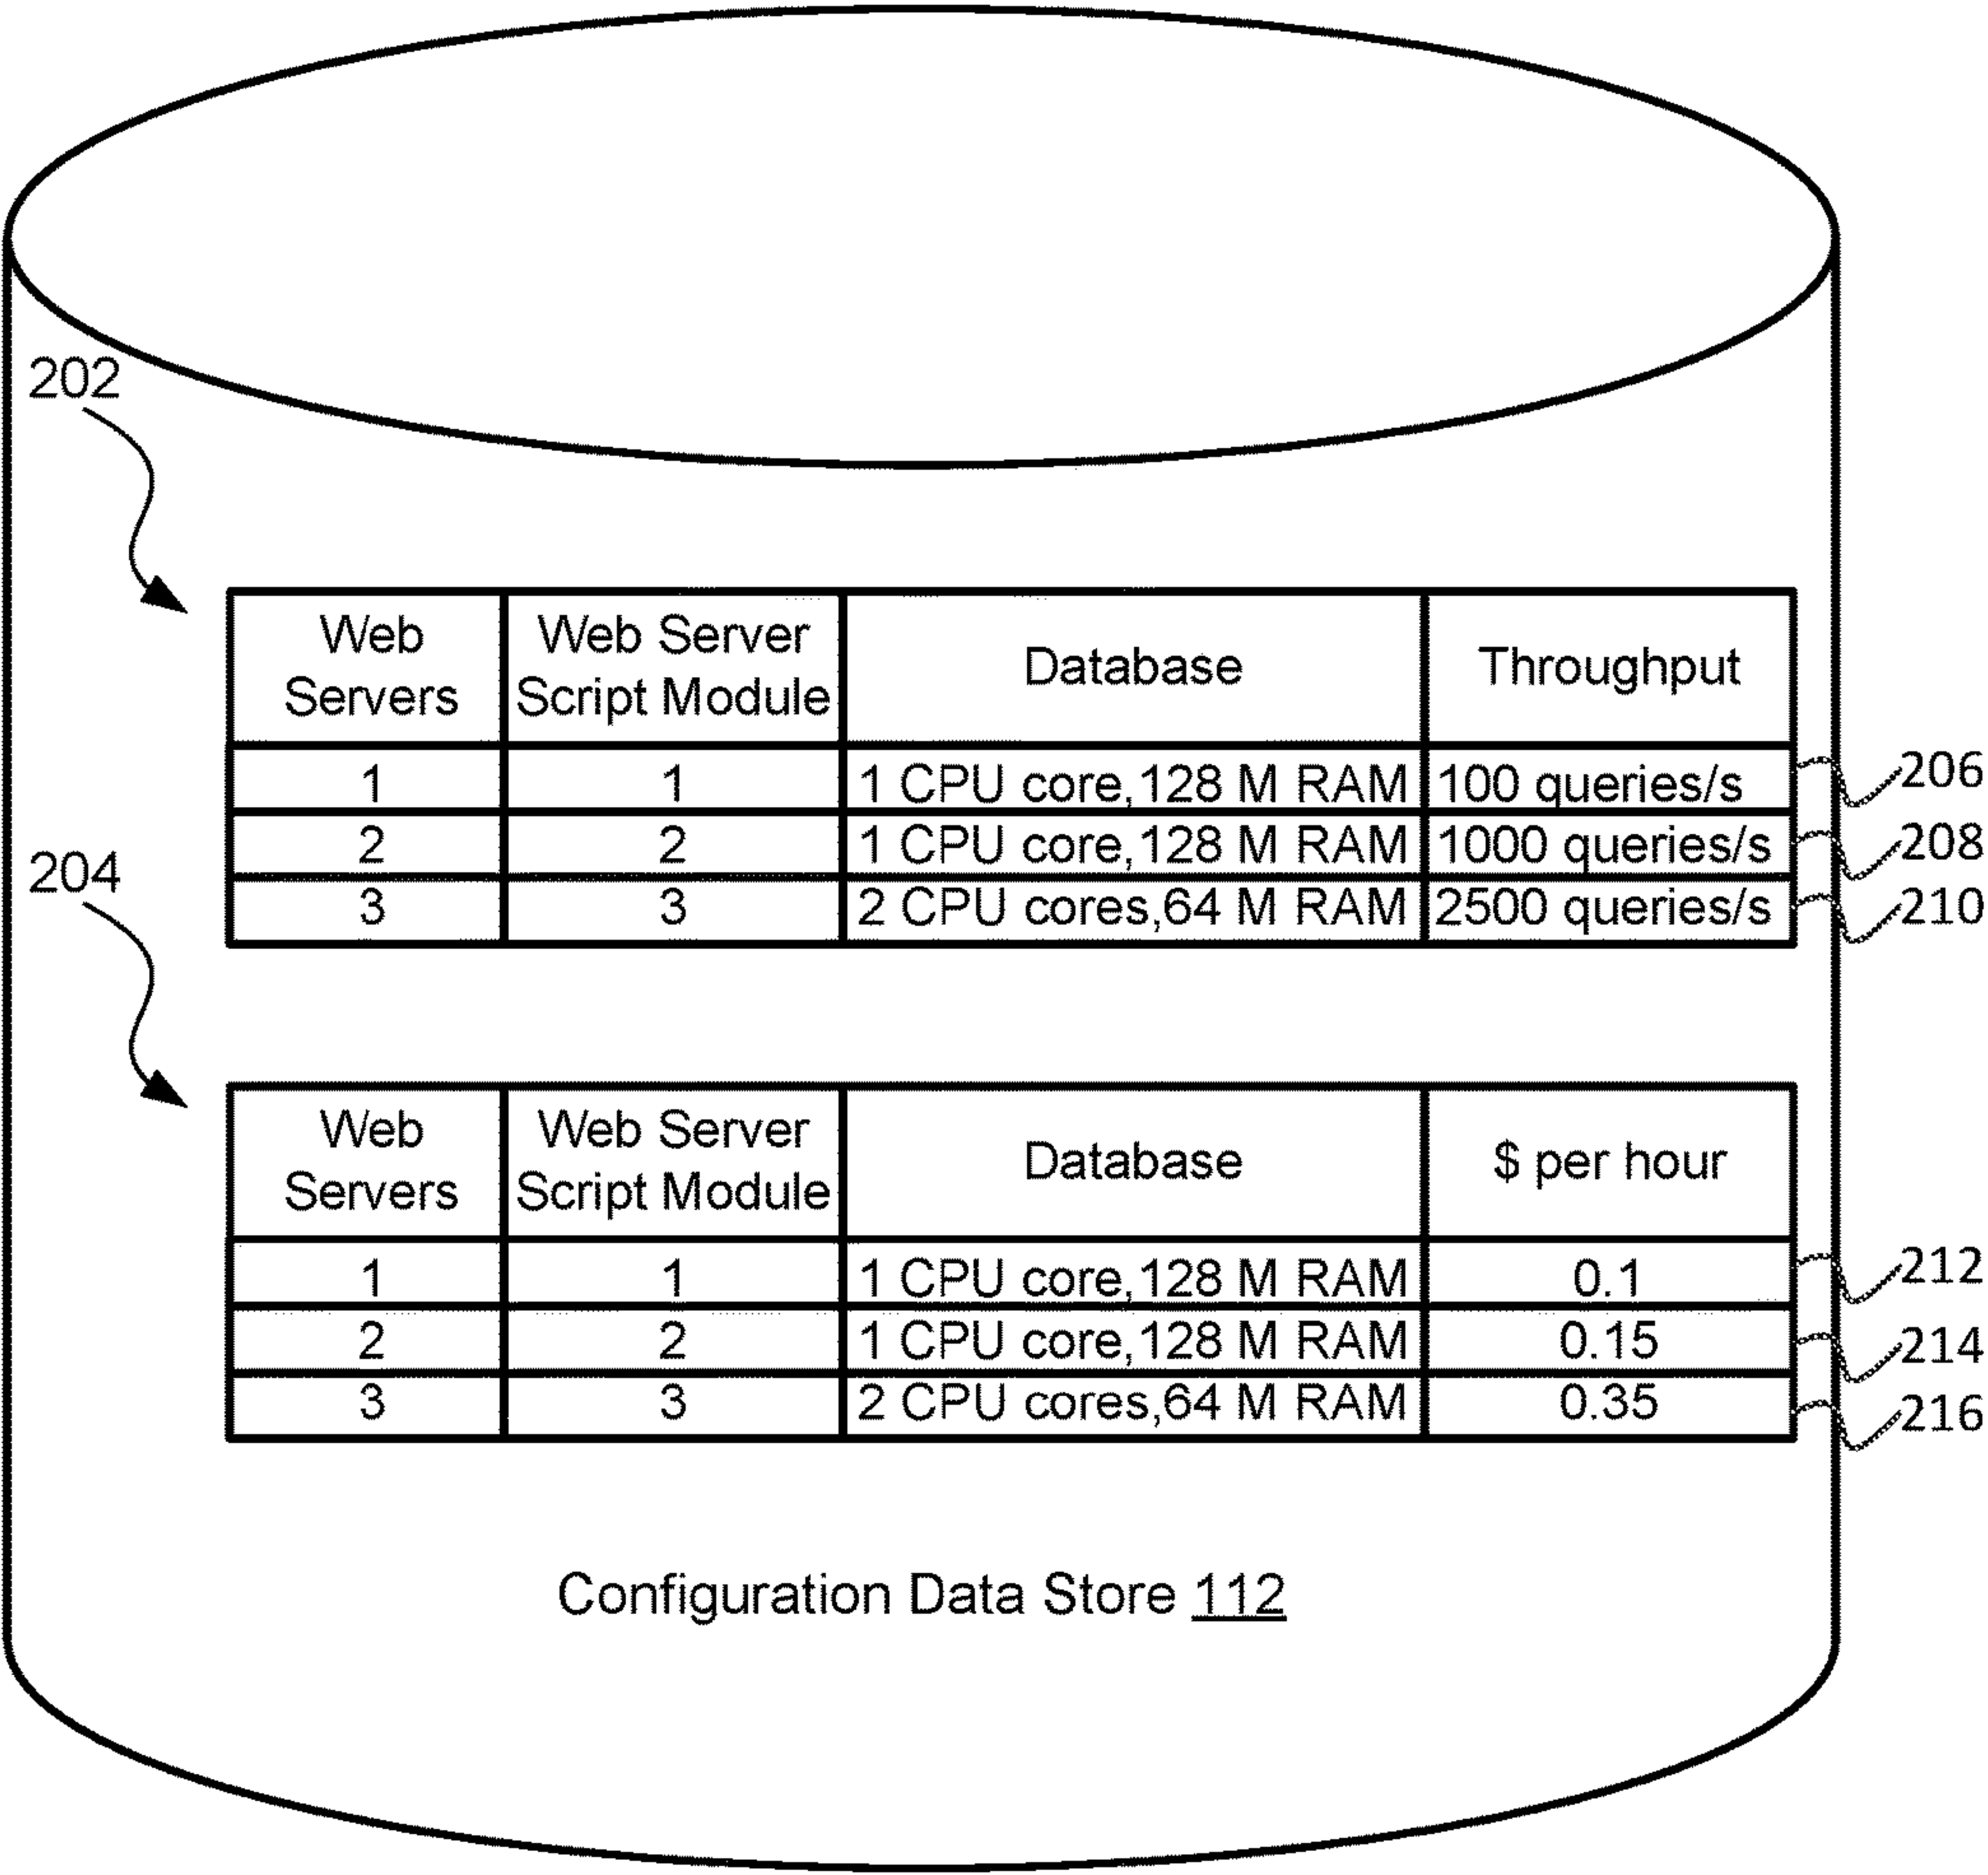 202
Web Servers | Web Server Script Module | Database | Throughput
1 | 1 | 1 CPU core,128 M RAM | 100 queries/s 206
2 | 2 | 1 CPU core,128 M RAM | 1000 queries/s 208
3 | 3 | 2 CPU cores,64 M RAM | 2500 queries/s 210
204
Web Servers | Web Server Script Module | Database | $ per hour
1 | 1 | 1 CPU core,128 M RAM | 0.1 212
2 | 2 | 1 CPU core,128 M RAM | 0.15 214
3 | 3 | 2 CPU cores,64 M RAM | 0.35 216
Configuration Data Store 112